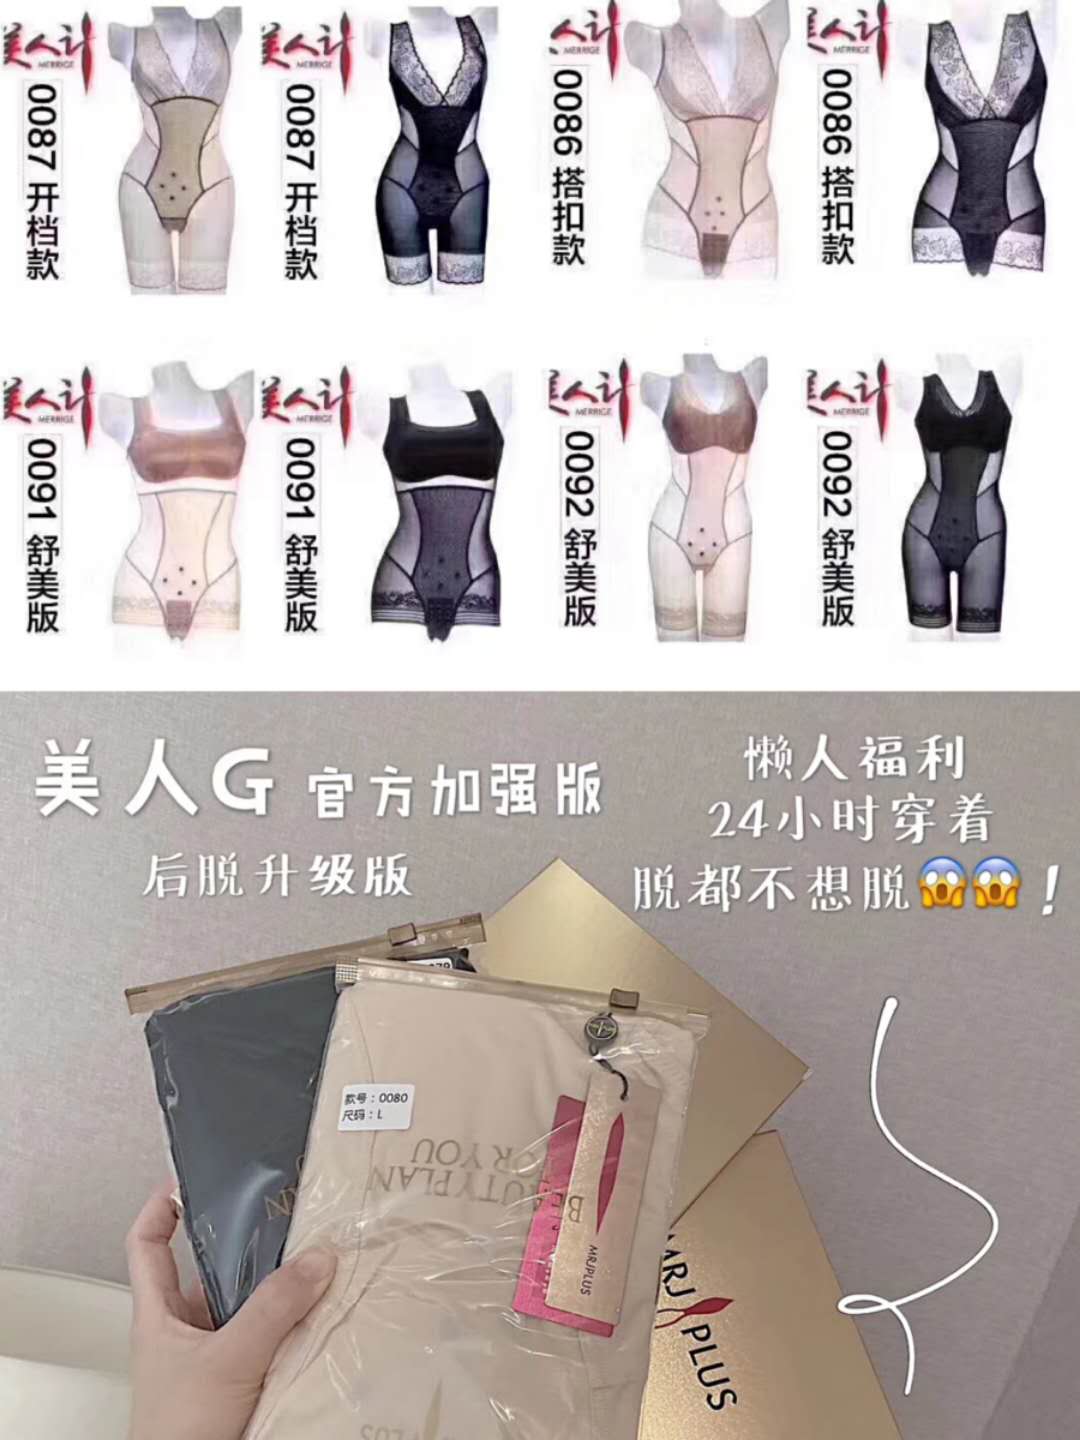 美人计
MERRIGE
0087 开档款
美人计
MERRIGE
0087 开档款
美人计
MERRIGE
0086 搭扣款
美人计
MERRIGE
0086 搭扣款
美人计
MERRIGE
0091 舒美版
美人计
MERRIGE
0091 舒美版
美人计
MERRIGE
0092 舒美版
美人计
MERRIGE
0092 舒美版
美人G 官方加强版
后脱升级版
懒人福利
24小时穿着
脱都不想脱😱😱！
款号：0080
尺码：L
BEAUTYPLAN
FOR YOU
MRJPLUS
MRJ PLUS